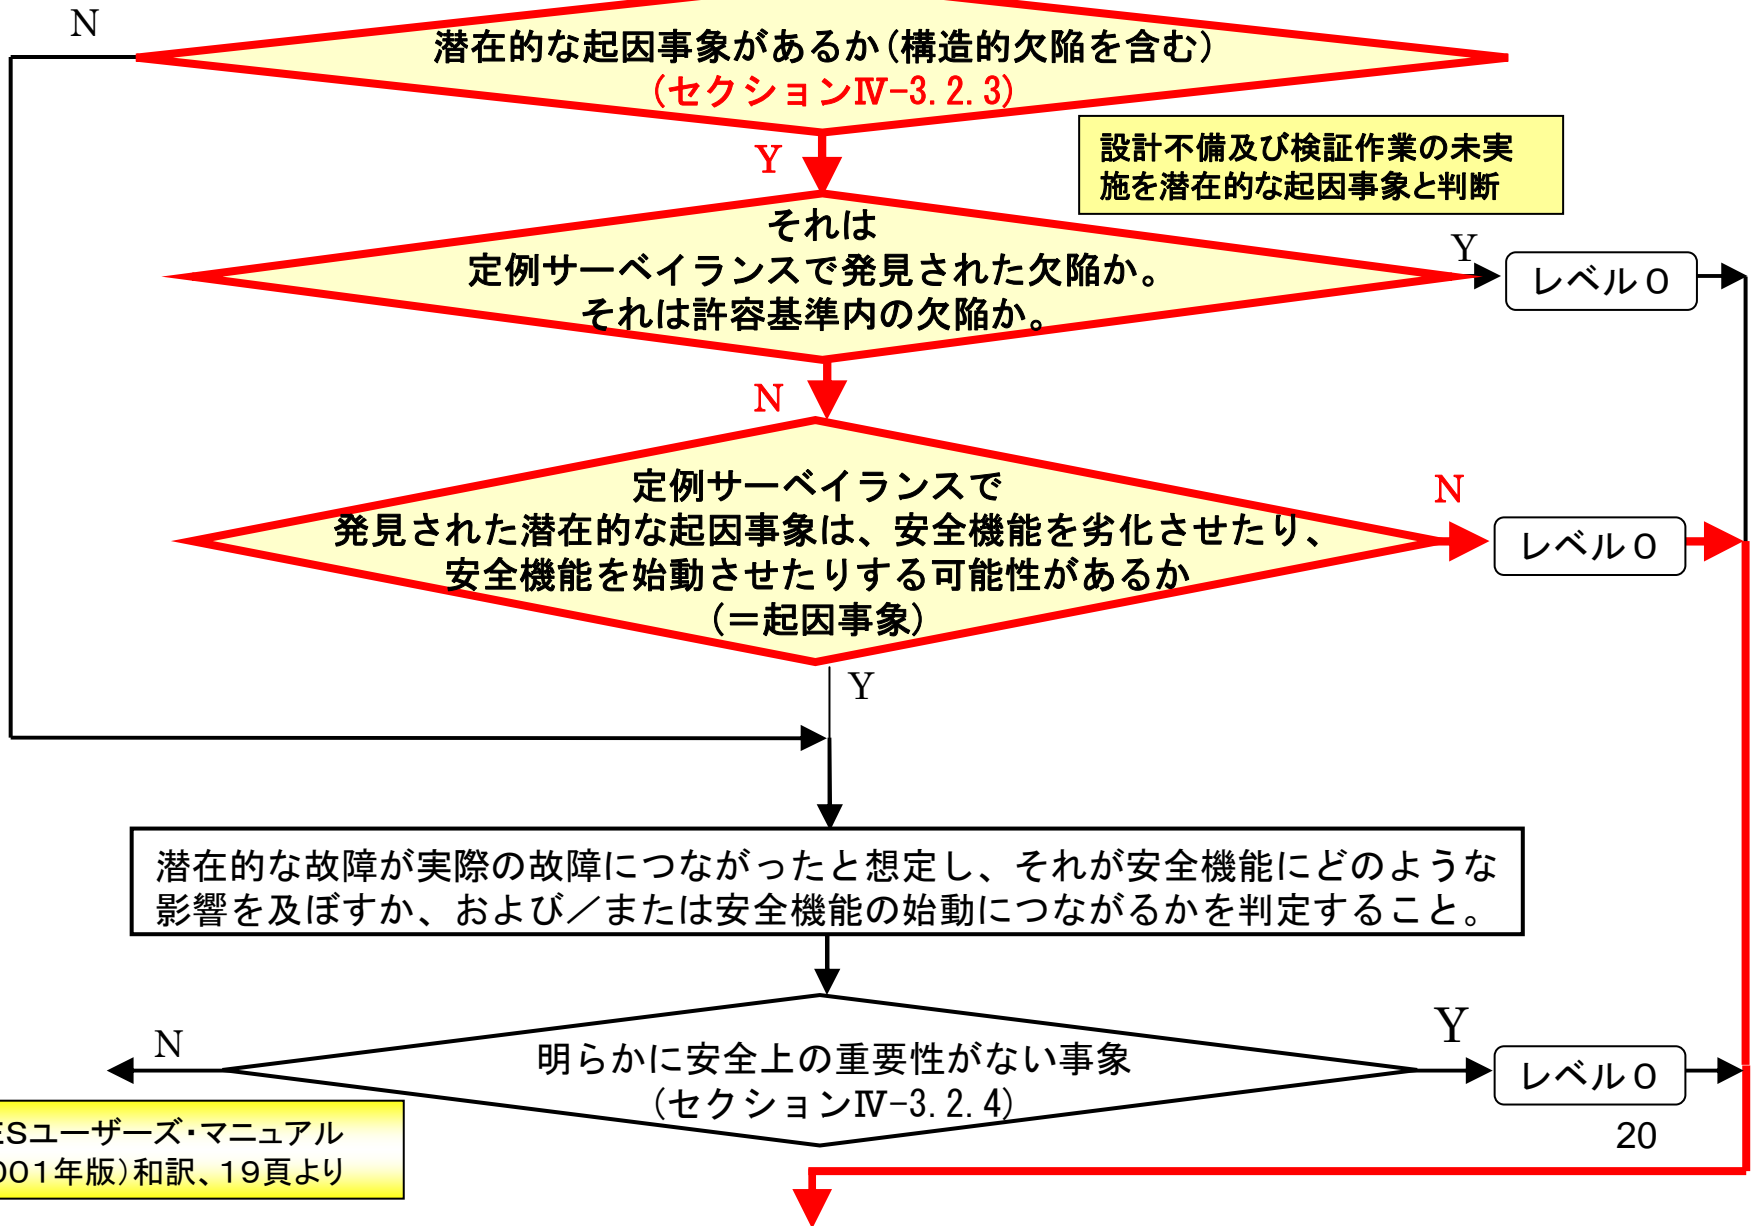 N
潜在的な起因事象があるか(構造的欠陥を含む)
(セクションⅣ-3.2.3)
Y
設計不備及び検証作業の未実
施を潜在的な起因事象と判断
それは
定例サーベイランスで発見された欠陥か。
それは許容基準内の欠陥か。
Y
レベル0
N
定例サーベイランスで
発見された潜在的な起因事象は、安全機能を劣化させたり、
安全機能を始動させたりする可能性があるか
(=起因事象)
N
レベル0
Y
潜在的な故障が実際の故障につながったと想定し、それが安全機能にどのような
影響を及ぼすか、および/または安全機能の始動につながるかを判定すること。
N
明らかに安全上の重要性がない事象
(セクションⅣ-3.2.4)
Y
レベル0
ESユーザーズ・マニュアル
001年版)和訳、19頁より
20